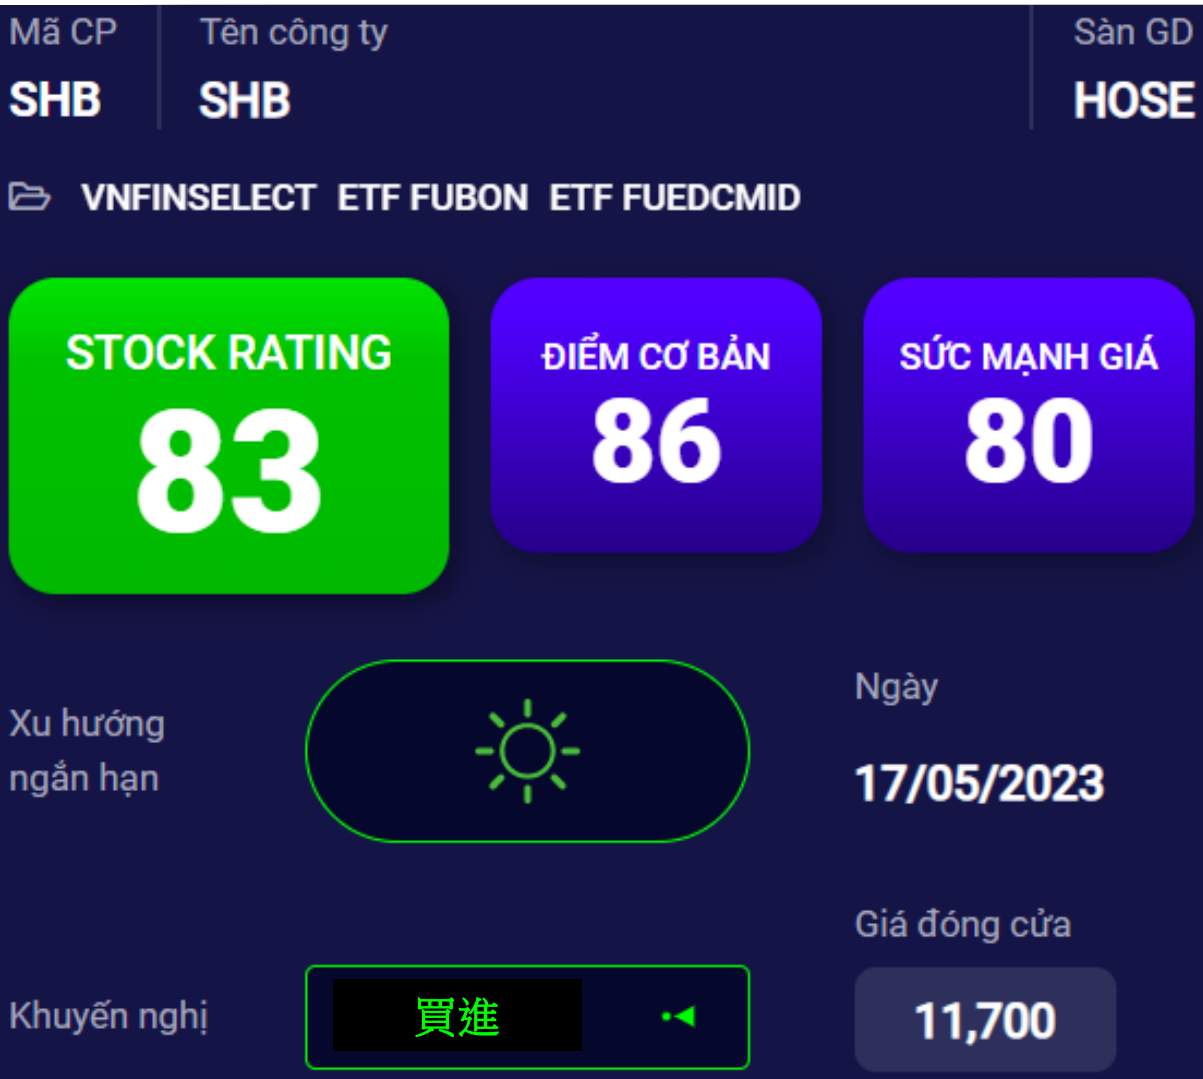 Mã CP
Tên công ty
Sàn GD
SHB
SHB
HOSE
VNFINSELECT ETF FUBON ETF FUEDCMID
STOCK RATING
83
ĐIỂM CƠ BẢN
86
SỨC MẠNH GIÁ
80
Xu hướng
ngắn hạn
Ngày
17/05/2023
Khuyến nghị
買進
Giá đóng cửa
11,700